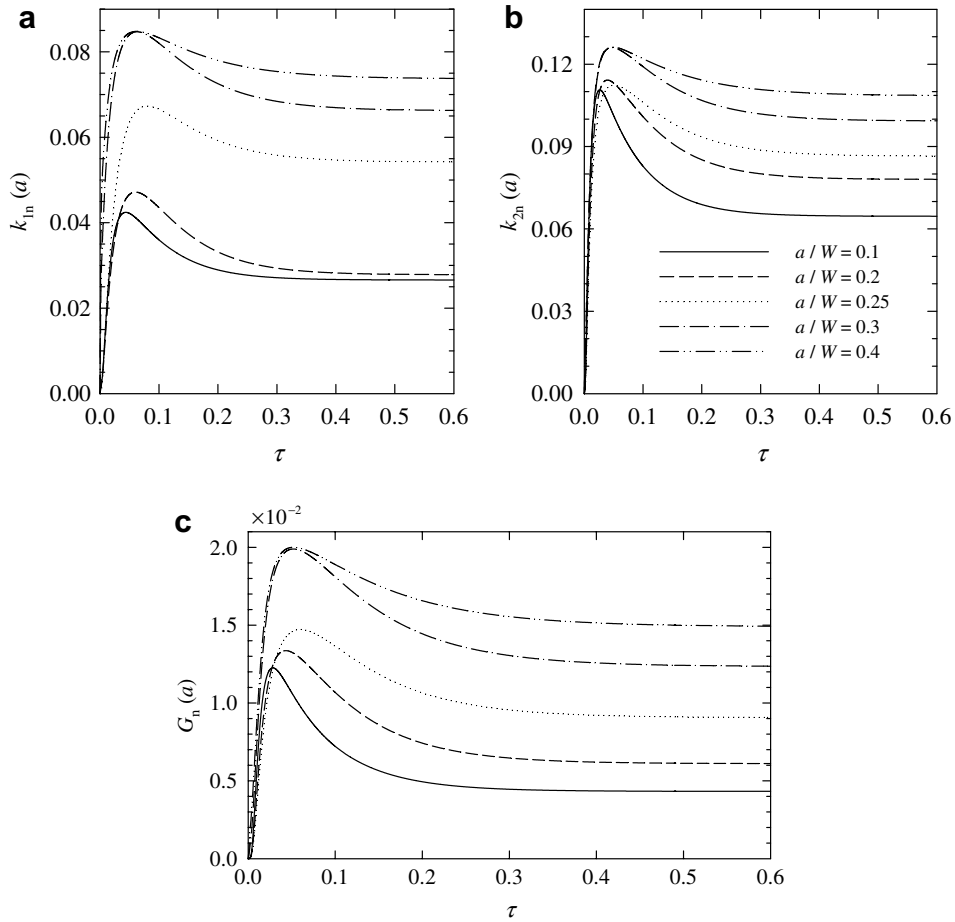 a
0.08
0.06
0.04
0.02
0.00
k1n (a)
0.0 0.1 0.2 0.3 0.4 0.5 0.6
τ
b
0.12
0.09
0.06
0.03
0.00
k2n (a)
a / W = 0.1
a / W = 0.2
a / W = 0.25
a / W = 0.3
a / W = 0.4
0.0 0.1 0.2 0.3 0.4 0.5 0.6
τ
c
×10⁻²
2.0
1.5
1.0
0.5
0.0
Gn (a)
0.0 0.1 0.2 0.3 0.4 0.5 0.6
τ